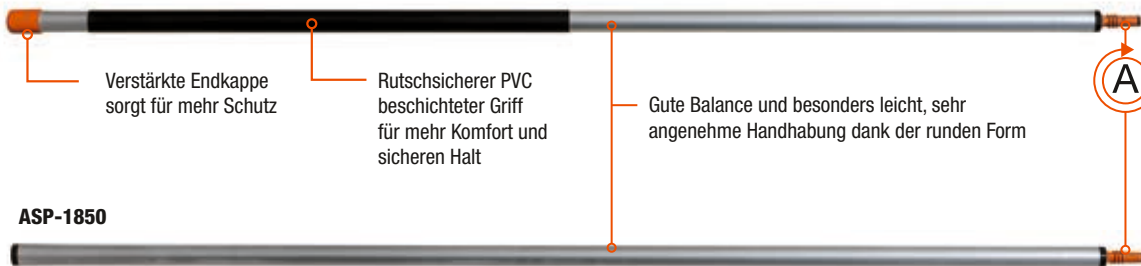 Verstärkte Endkappe
sorgt für mehr Schutz
Rutschsicherer PVC
beschichteter Griff
für mehr Komfort und
sicheren Halt
Gute Balance und besonders leicht, sehr
angenehme Handhabung dank der runden Form
A
ASP-1850